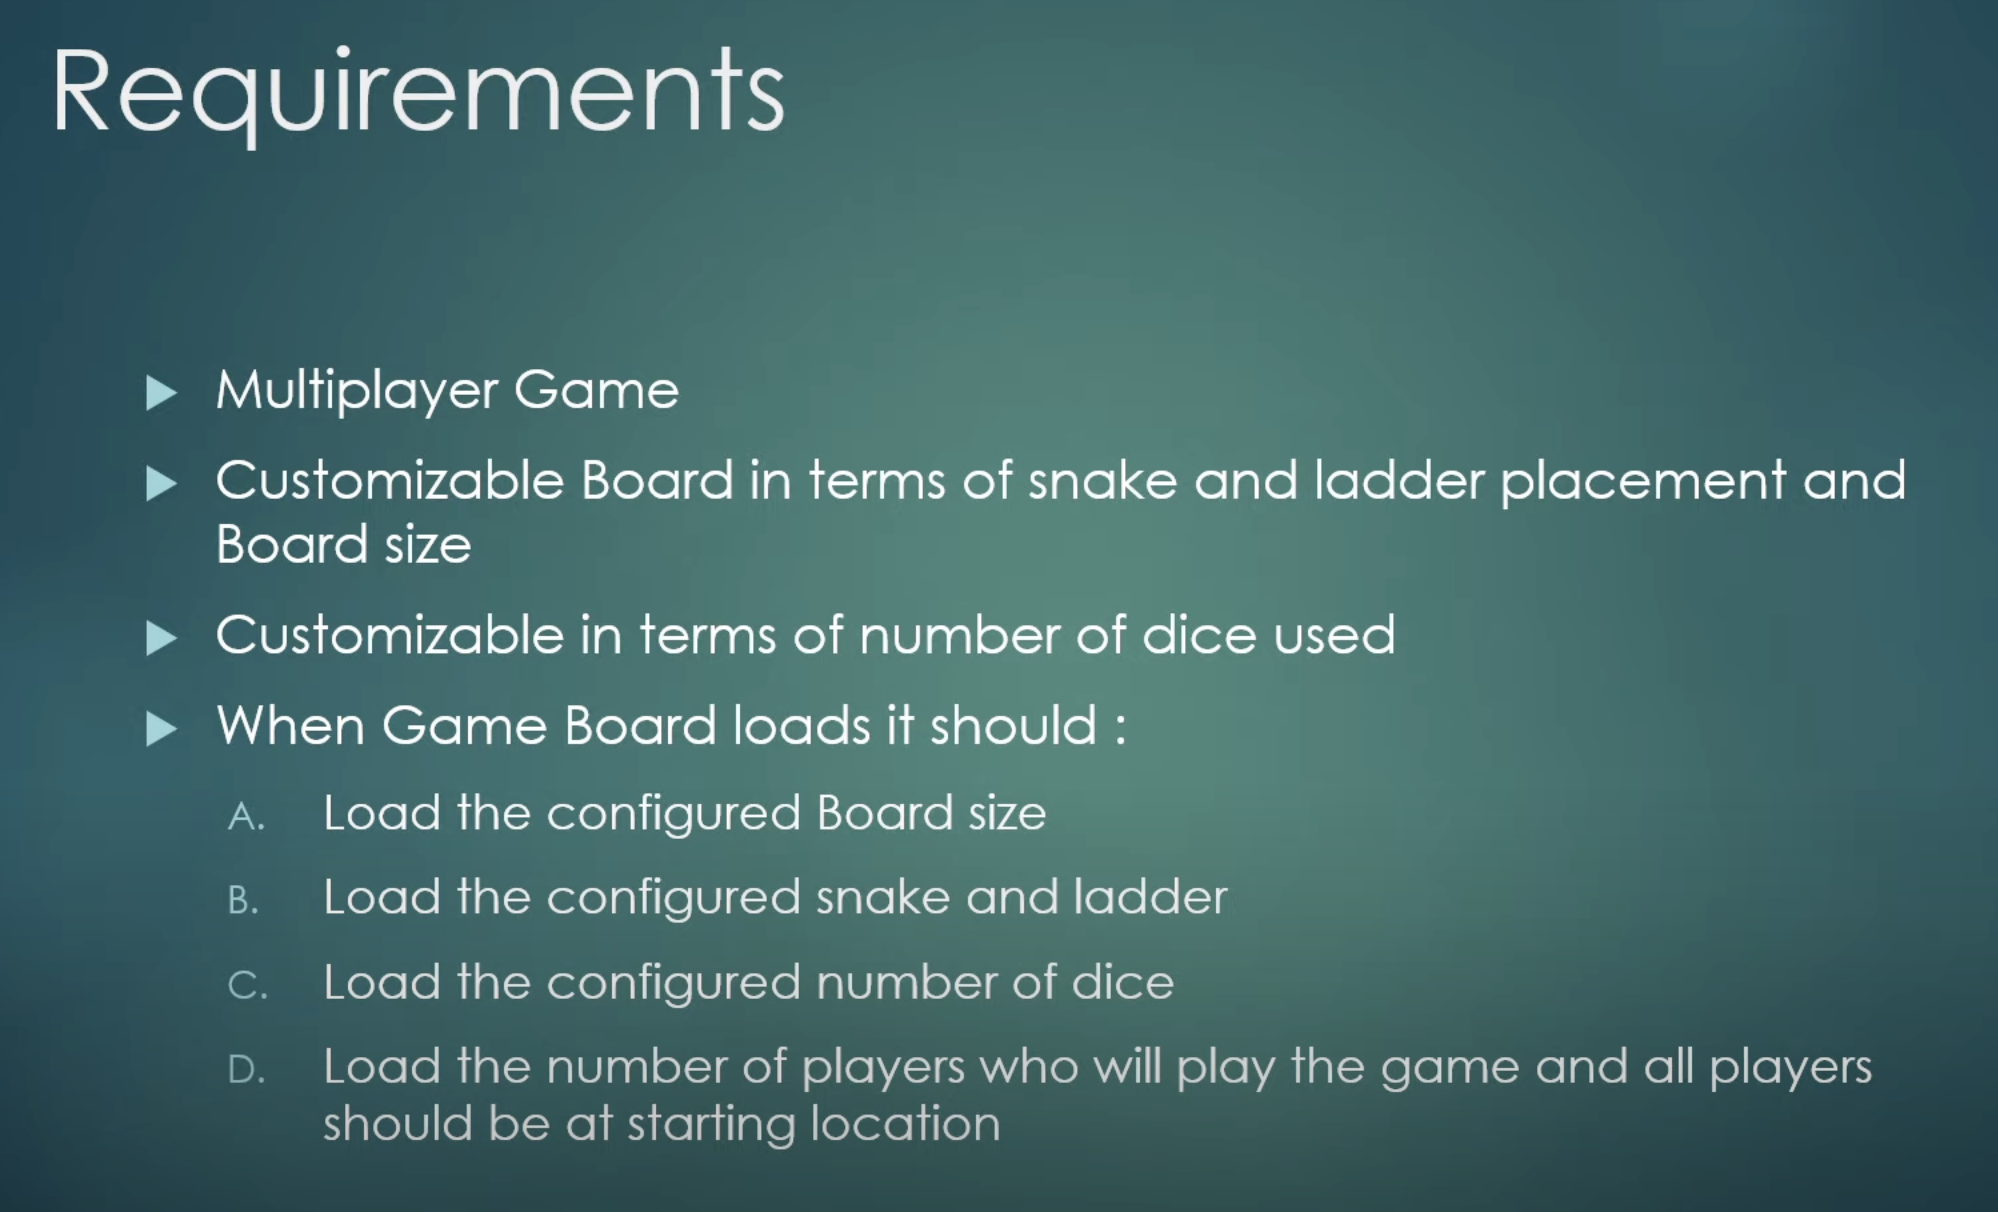 Requirements
Multiplayer Game
Customizable Board in terms of snake and ladder placement and
Board size
Customizable in terms of number of dice used
When Game Board loads it should :
A. Load the configured Board size
B. Load the configured snake and ladder
C. Load the configured number of dice
D. Load the number of players who will play the game and all players
should be at starting location